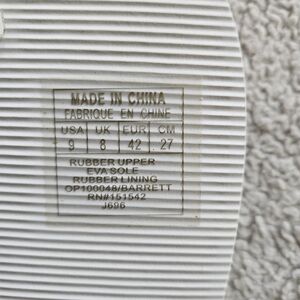 MADE IN CHINA
FABRIQUE EN CHINE
USA UK EUR CM
9 8 42 27
RUBBER UPPER
EVA SOLE
RUBBER LINING
OP100048/BARRETT
RN#151542
J696